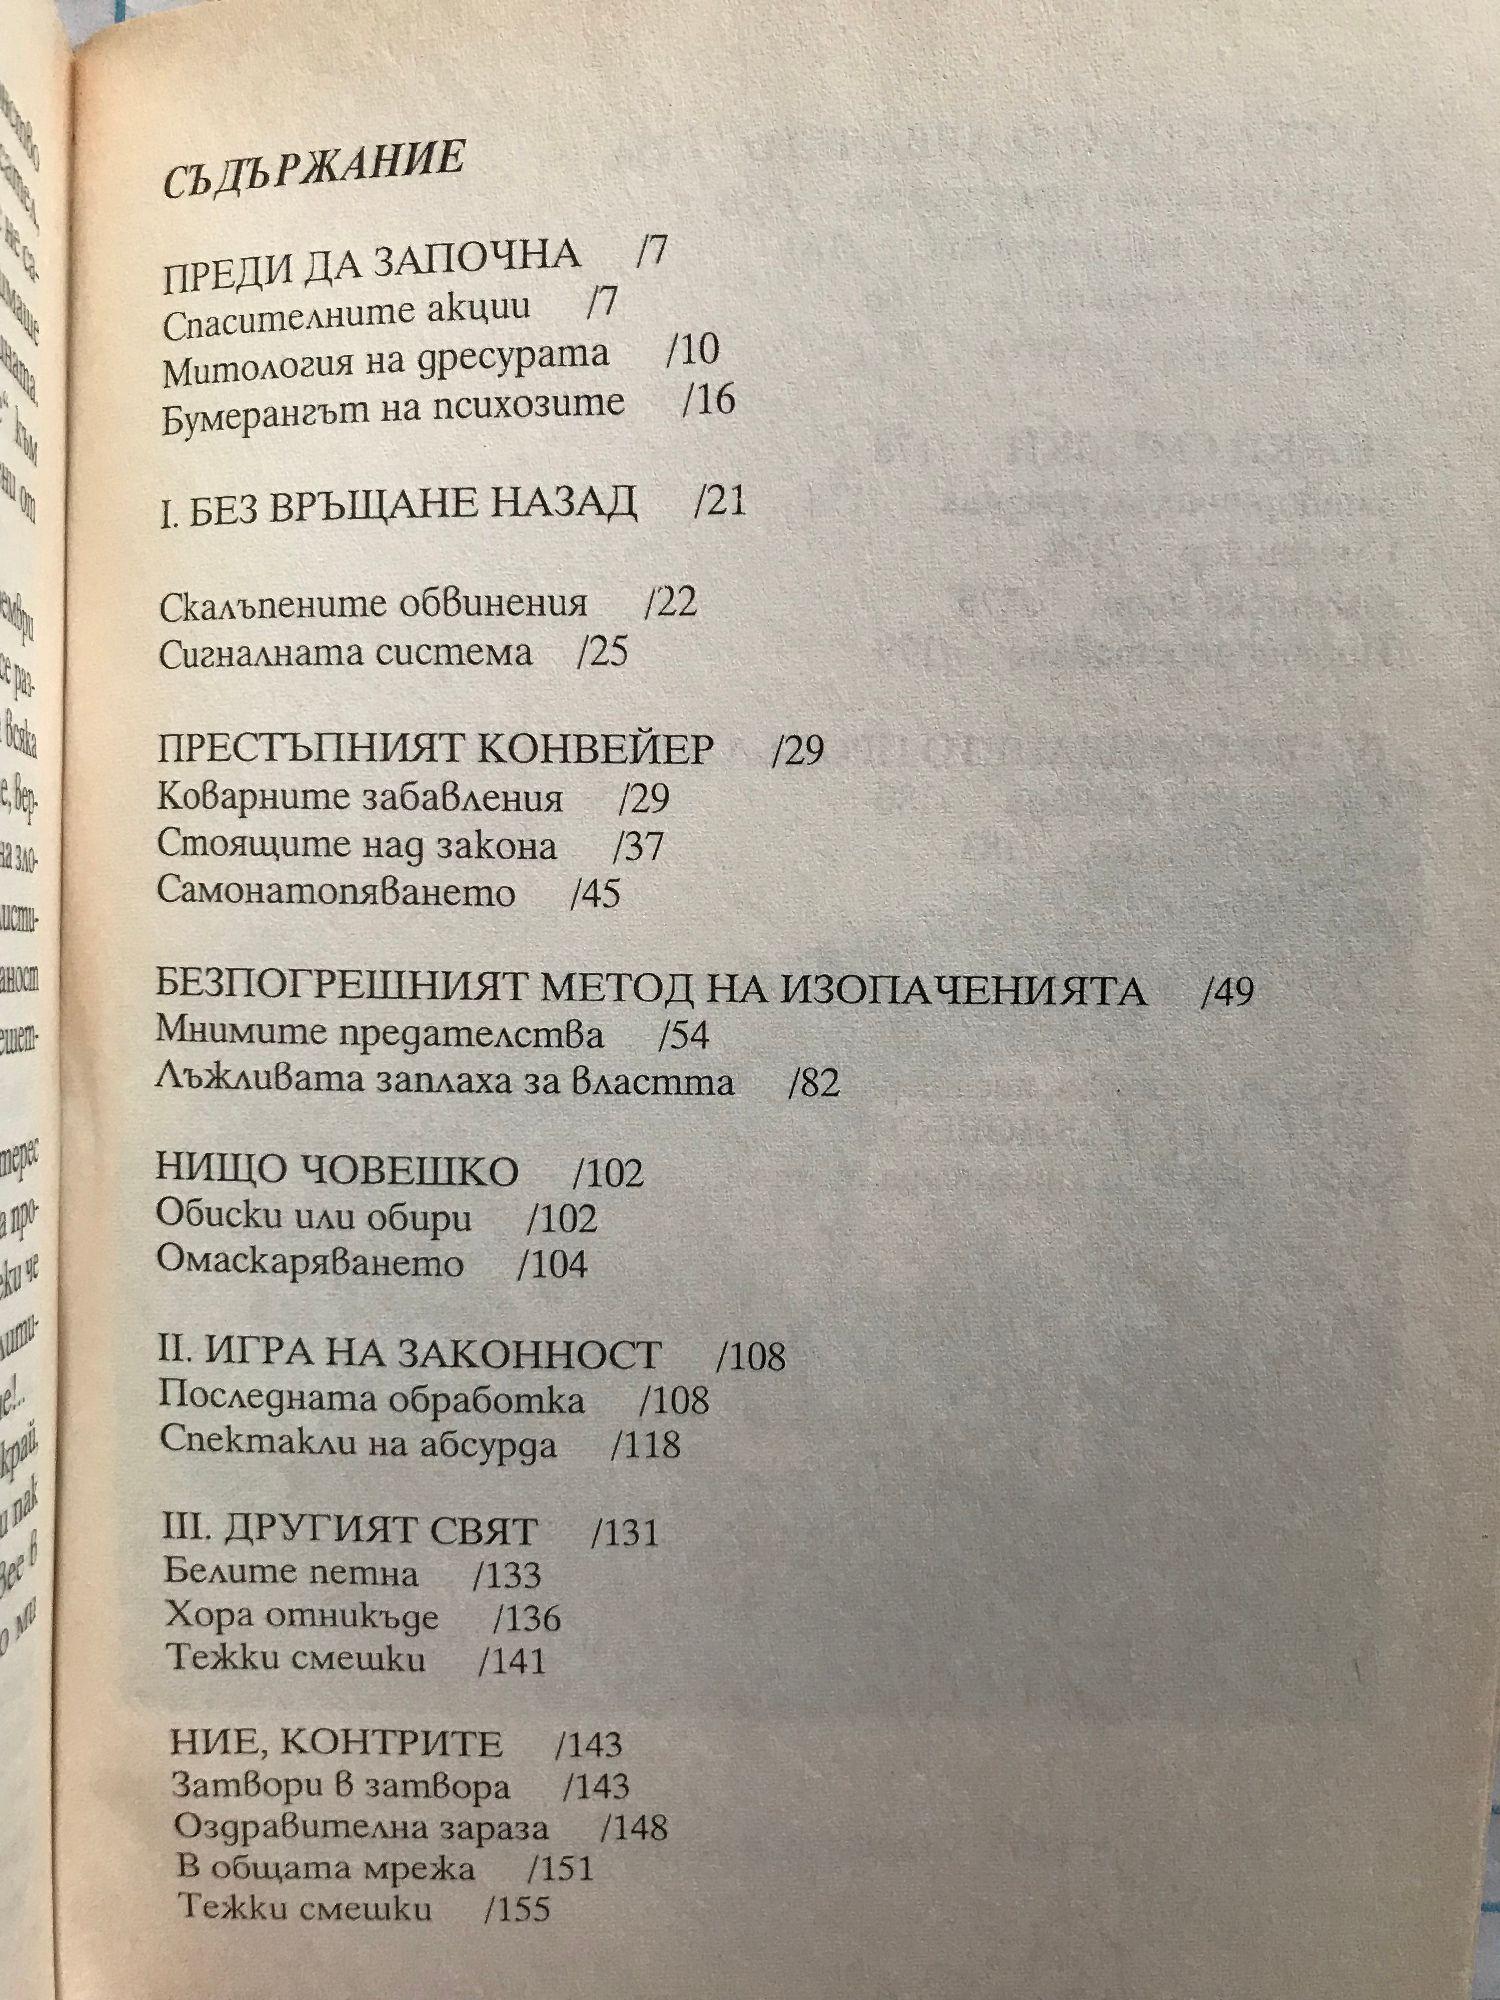 СЪДЪРЖАНИЕ
ПРЕДИ ДА ЗАПОЧНА /7
Спасителните акции /7
Митология на дресурата /10
Бумерангът на психозите /16
I. БЕЗ ВРЪЩАНЕ НАЗАД /21
Скалъпените обвинения /22
Сигналната система /25
ПРЕСТЪПНИЯТ КОНВЕЙЕР /29
Коварните забавления /29
Стоящите над закона /37
Самонатопяването /45
БЕЗПОГРЕШНИЯТ МЕТОД НА ИЗОПАЧЕНИЯТА /49
Мнимите предателства /54
Лъжливата заплаха за властта /82
НИЩО ЧОВЕШКО /102
Обиски или обири /102
Омаскаряването /104
II. ИГРА НА ЗАКОННОСТ /108
Последната обработка /108
Спектакли на абсурда /118
III. ДРУГИЯТ СВЯТ /131
Белите петна /133
Хора отникъде /136
Тежки смешки /141
НИЕ, КОНТРИТЕ /143
Затвори в затвора /143
Оздравителна зараза /148
В общата мрежа /151
Тежки смешки /155